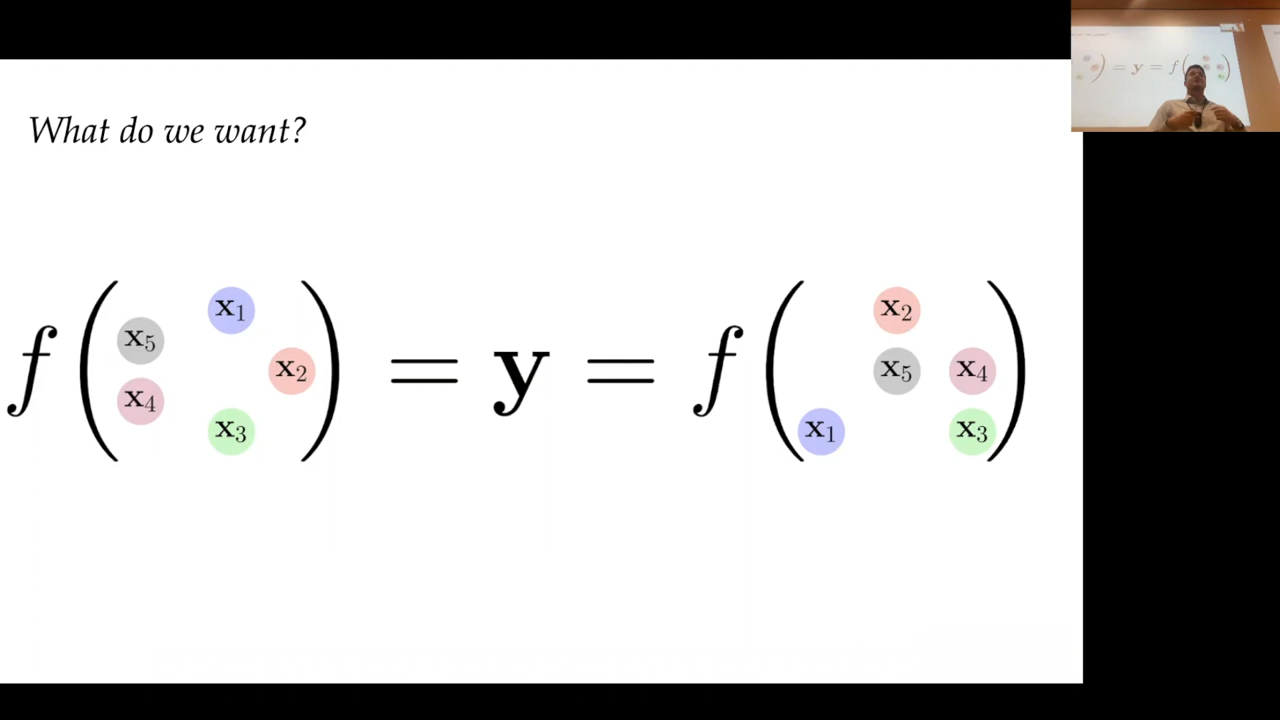 What do we want?
f ( x₁ x₅ x₂ x₄ x₃ ) = y = f ( x₂ x₅ x₄ x₁ x₃ )
) = y = f (